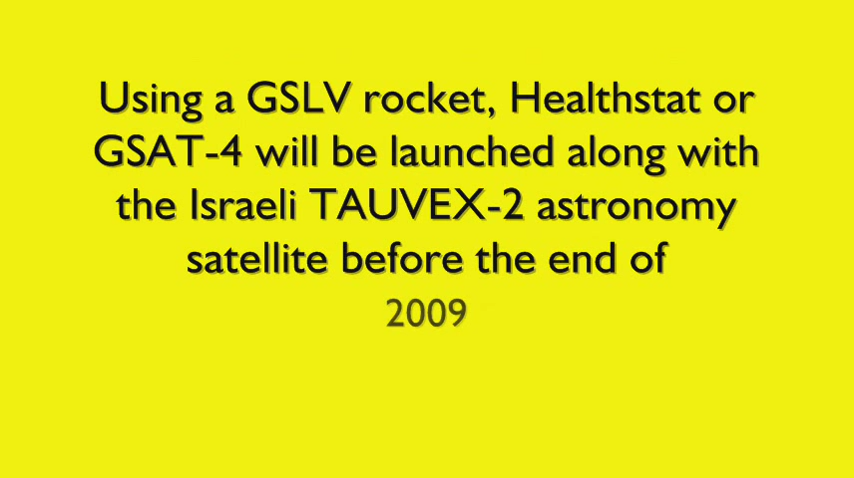 Using a GSLV rocket, Healthstat or
GSAT-4 will be launched along with
the Israeli TAUVEX-2 astronomy
satellite before the end of
2009